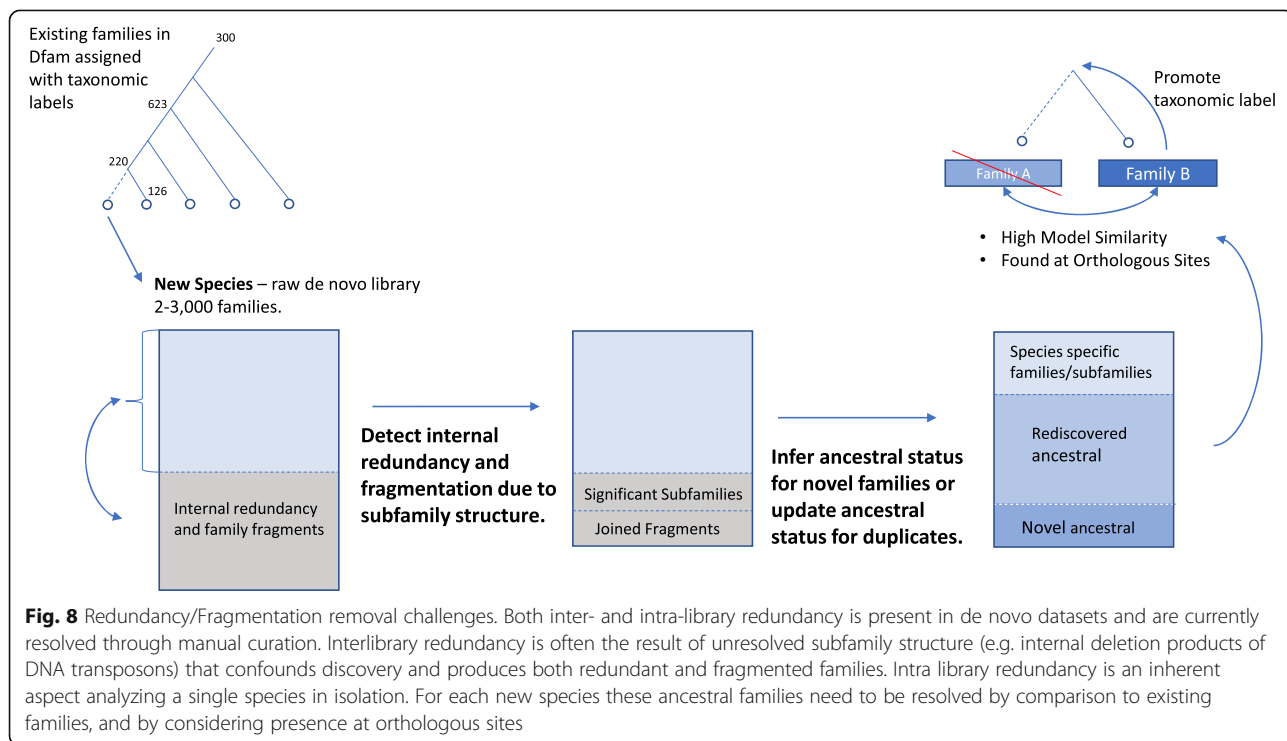 Existing families in
Dfam assigned
with taxonomic
labels
300
623
220
126
New Species – raw de novo library
2-3,000 families.
Internal redundancy
and family fragments
Detect internal
redundancy and
fragmentation due to
subfamily structure.
Significant Subfamilies
Joined Fragments
Infer ancestral status
for novel families or
update ancestral
status for duplicates.
Species specific
families/subfamilies
Rediscovered
ancestral
Novel ancestral
Promote
taxonomic label
Family A
Family B
• High Model Similarity
• Found at Orthologous Sites
Fig. 8 Redundancy/Fragmentation removal challenges. Both inter- and intra-library redundancy is present in de novo datasets and are currently
resolved through manual curation. Interlibrary redundancy is often the result of unresolved subfamily structure (e.g. internal deletion products of
DNA transposons) that confounds discovery and produces both redundant and fragmented families. Intra library redundancy is an inherent
aspect analyzing a single species in isolation. For each new species these ancestral families need to be resolved by comparison to existing
families, and by considering presence at orthologous sites